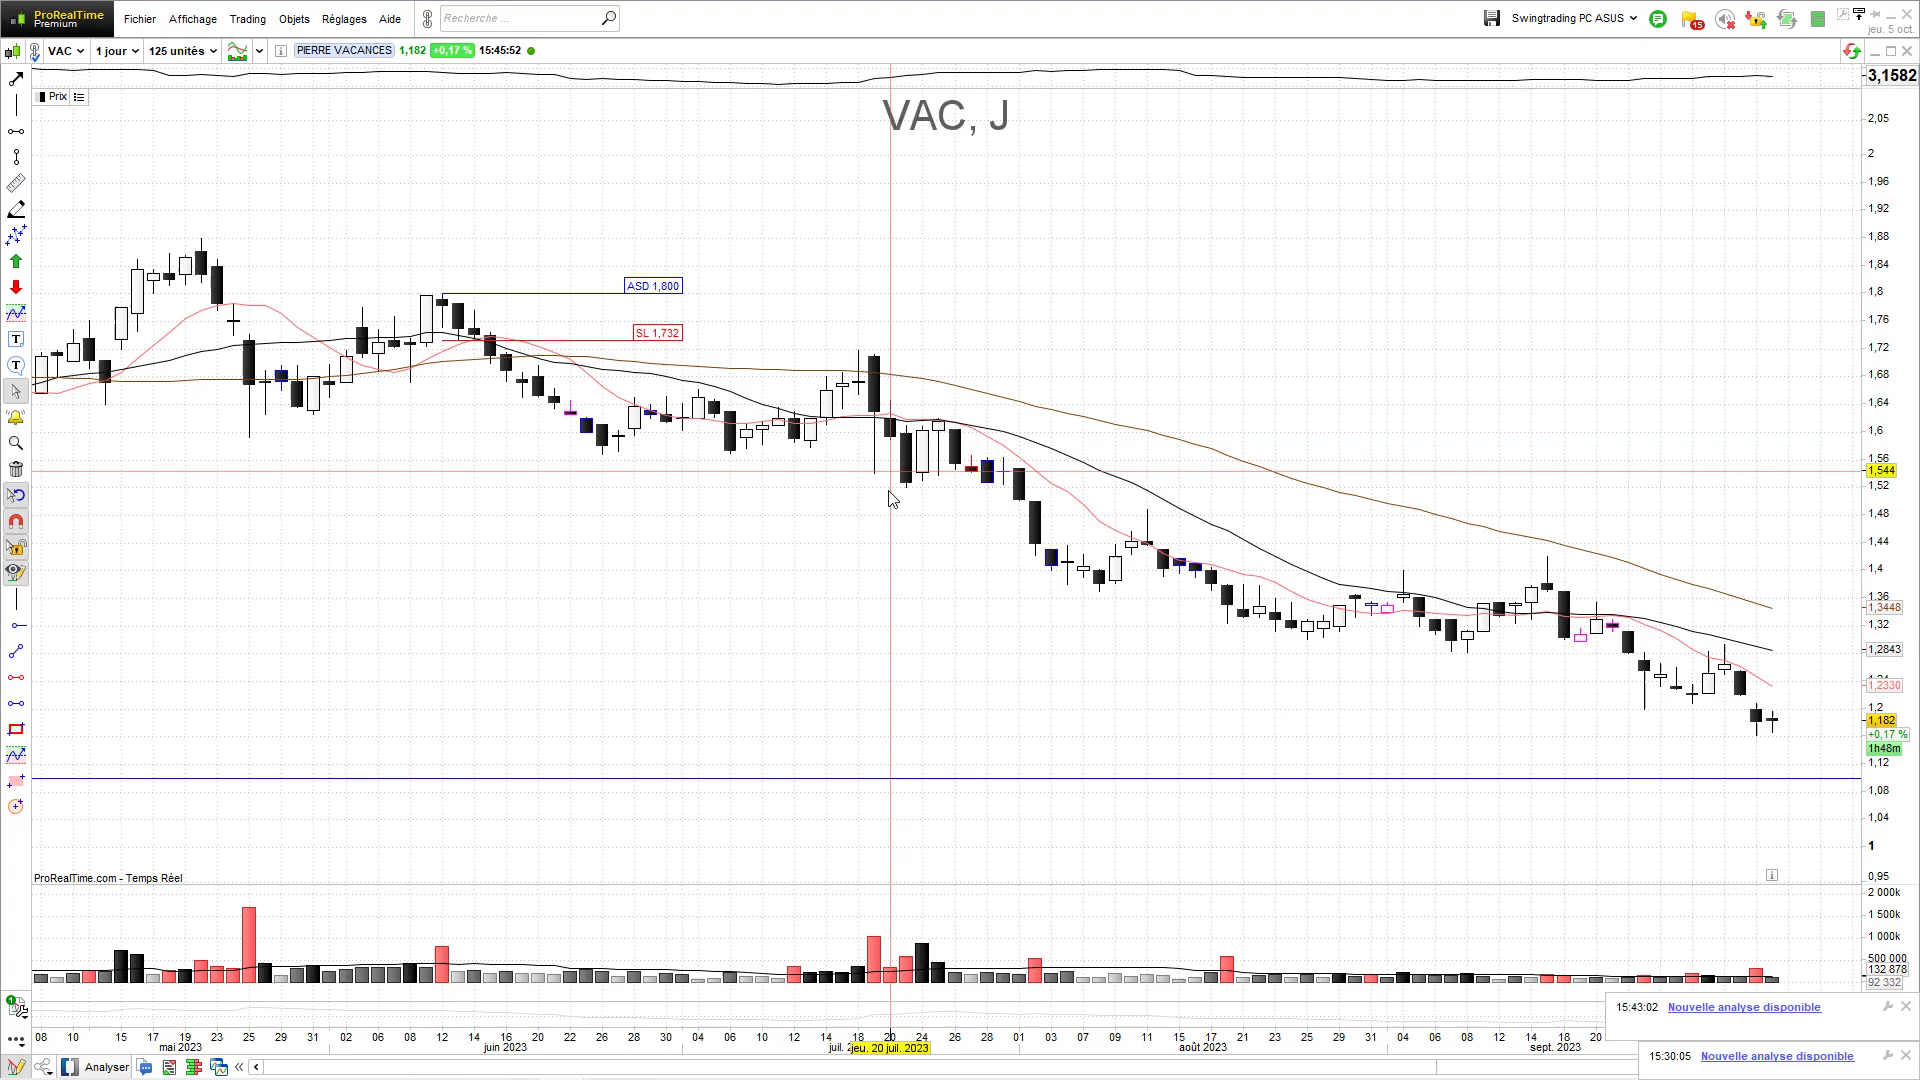 ProRealTime
Premium
Fichier Affichage Trading Objets Réglages Aide
Recherche ...
Swingtrading PC ASUS
15
jeu. 5 oct.
VAC 1 jour 125 unités PIERRE VACANCES 1,182 +0,17 % 15:45:52
3,1582
Prix
VAC, J
2,05
2
1,96
1,92
1,88
1,84
ASD 1,800
1,8
SL 1,732
1,76
1,72
1,68
1,64
1,6
1,56
1,544
1,52
1,48
1,44
1,4
1,36
1,3448
1,32
1,2843
1,2330
1,2
1,182
+0,17 %
1h48m
1,12
1,08
1,04
1
0,95
ProRealTime.com - Temps Réel
2 000k
1 500k
1 000k
500 000
132 878
92 332
15:43:02 Nouvelle analyse disponible
08 10 15 17 19 23 25 29 31 02 06 08 12 14 16 20 22 26 28 30 04 06 10 12 14 18 20 24 26 28 01 03 07 09 11 15 17 21 23 25 29 31 04 06 08 12 14 18 20
mai 2023 juin 2023 juil. jeu. 20 juil. 2023 août 2023 sept. 2023
15:30:05 Nouvelle analyse disponible
Analyser